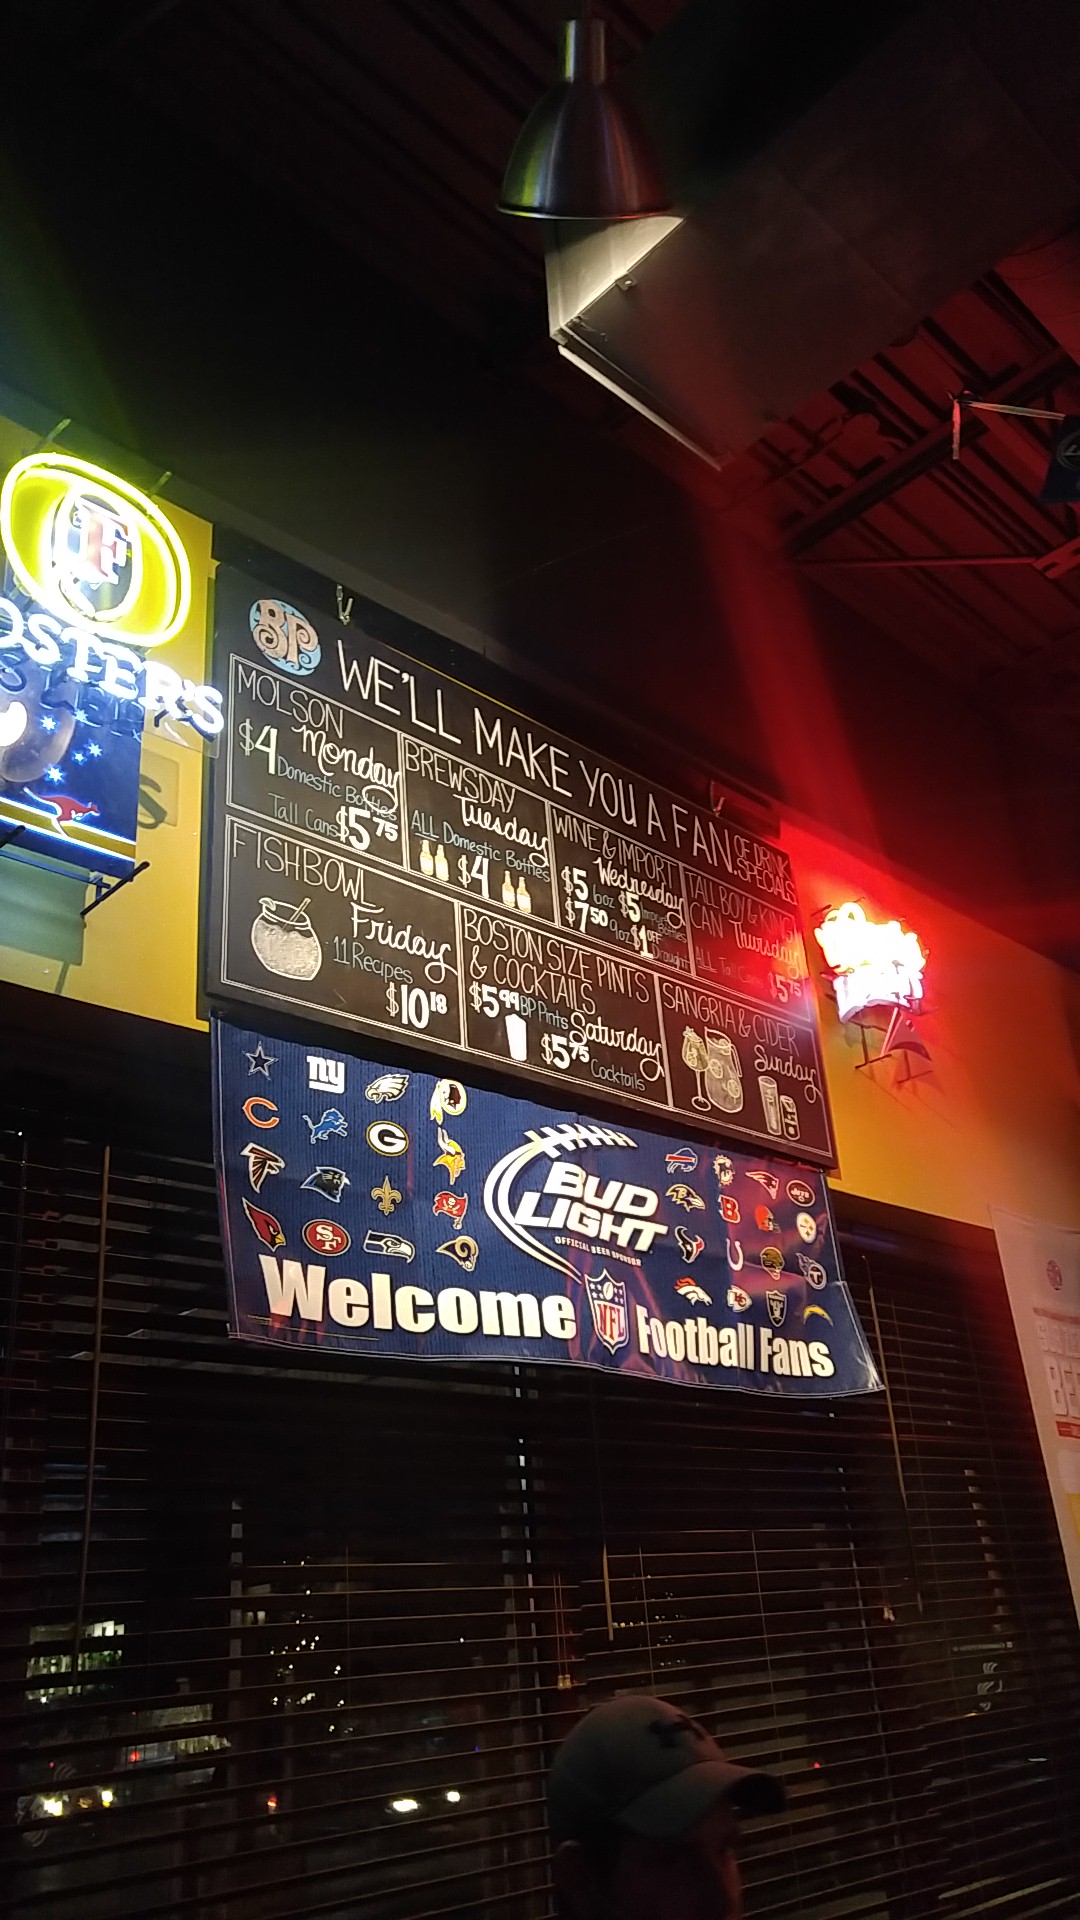 F
OSTER'S
BP
WE'LL MAKE YOU A FAN
OF DRINK
SPECIALS
MOLSON
Monday
$4 Domestic Bottles
Tall Cans $5 75
BREWSDAY
Tuesday
ALL Domestic Bottles
$4
WINE & IMPORT
Wednesday
$5 6oz $5
$7 50 9oz $1 OFF
Draught
TALL BOY & KING
CAN Thursday
ALL Tall
$5 75
FISHBOWL
Friday
11 Recipes
$10 18
BOSTON SIZE PINTS
& COCKTAILS
$5 99 BP Pints Saturday
$5 75 Cocktails
SANGRIA & CIDER
Sunday
ny
BUD
LIGHT
OFFICIAL BEER SPONSOR
Welcome NFL Football Fans